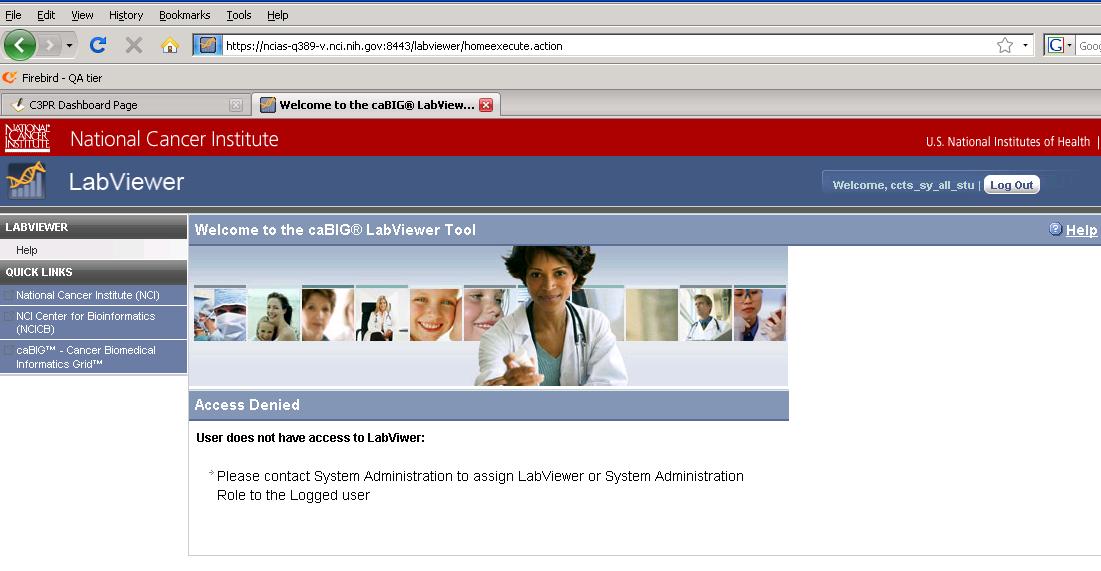 File Edit View History Bookmarks Tools Help
https://ncias-q389-v.nci.nih.gov:8443/labviewer/homeexecute.action
G Goo
Firebird - QA tier
C3PR Dashboard Page
Welcome to the caBIG® LabView...
NATIONAL CANCER INSTITUTE
National Cancer Institute
U.S. National Institutes of Health |
LabViewer
Welcome, ccts_sy_all_stu | Log Out
LABVIEWER
Help
QUICK LINKS
National Cancer Institute (NCI)
NCI Center for Bioinformatics
(NCICB)
caBIG™ - Cancer Biomedical
Informatics Grid™
Welcome to the caBIG® LabViewer Tool
? Help
Access Denied
User does not have access to LabViwer:
Please contact System Administration to assign LabViewer or System Administration
Role to the Logged user